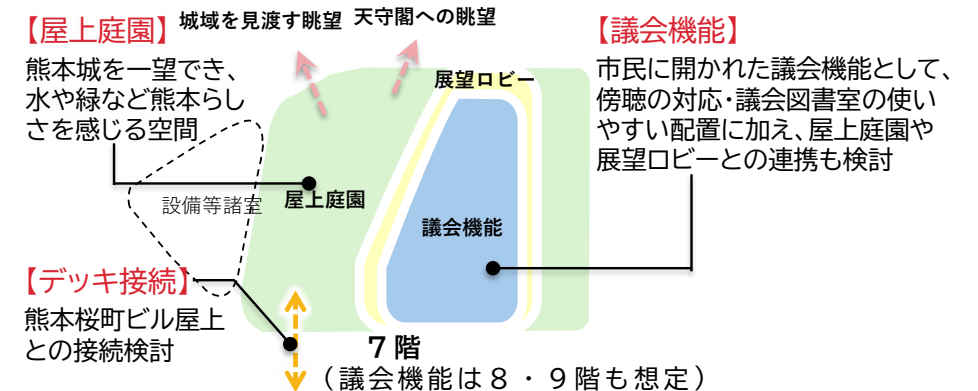 【屋上庭園】
熊本城を一望でき、
水や緑など熊本らし
さを感じる空間
城域を見渡す眺望
天守閣への眺望
展望ロビー
【議会機能】
市民に開かれた議会機能として、
傍聴の対応・議会図書室の使い
やすい配置に加え、屋上庭園や
展望ロビーとの連携も検討
設備等諸室
屋上庭園
議会機能
【デッキ接続】
熊本桜町ビル屋上
との接続検討
7階
（議会機能は8・9階も想定）